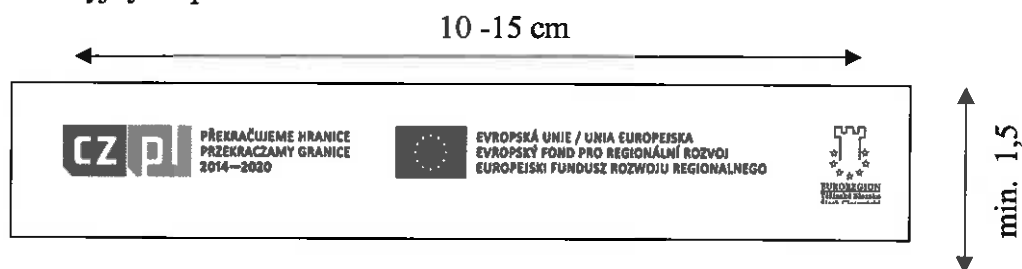 10 -15 cm
CZ pl
PŘEKRAČUJEME HRANICE
PRZEKRACZAMY GRANICE
2014—2020
EVROPSKÁ UNIE / UNIA EUROPEJSKA
EVROPSKÝ FOND PRO REGIONÁLNÍ ROZVOJ
EUROPEJSKI FUNDUSZ ROZWOJU REGIONALNEGO
EUROREGION
min. 1,5